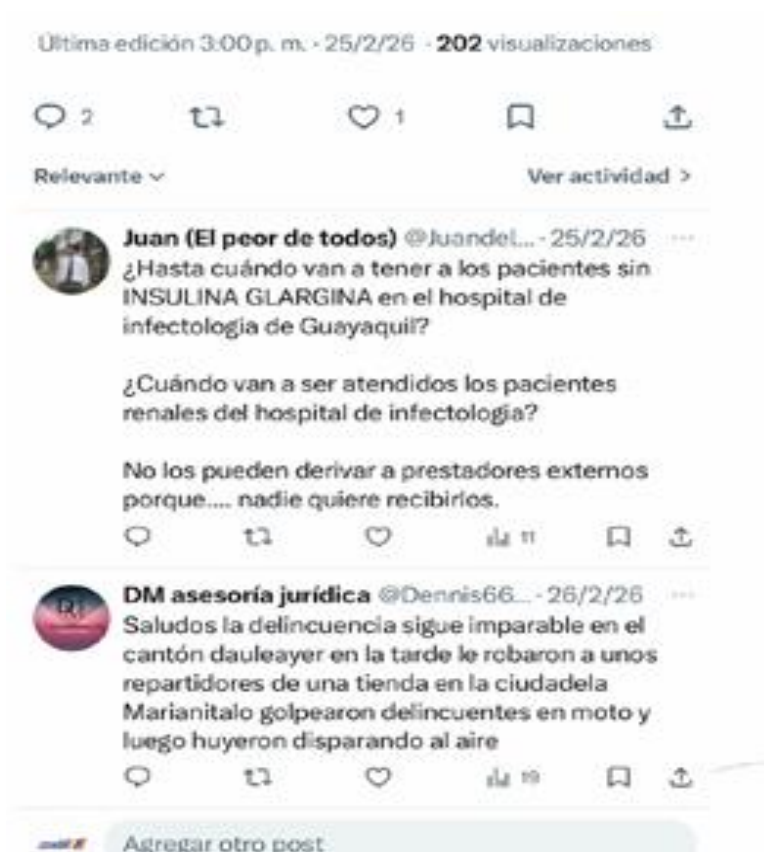 Última edición 3:00 p. m. · 25/2/26 · 202 visualizaciones
2 1
Relevante Ver actividad >
Juan (El peor de todos) @Juandel... · 25/2/26 ...
¿Hasta cuándo van a tener a los pacientes sin
INSULINA GLARGINA en el hospital de
infectologia de Guayaquil?
¿Cuándo van a ser atendidos los pacientes
renales del hospital de infectologia?
No los pueden derivar a prestadores externos
porque.... nadie quiere recibirlos.
11
DM asesoría jurídica @Dennis66... · 26/2/26 ...
Saludos la delincuencia sigue imparable en el
cantón dauleayer en la tarde le robaron a unos
repartidores de una tienda en la ciudadela
Marianitalo golpearon delincuentes en moto y
luego huyeron disparando al aire
19
Agregar otro post